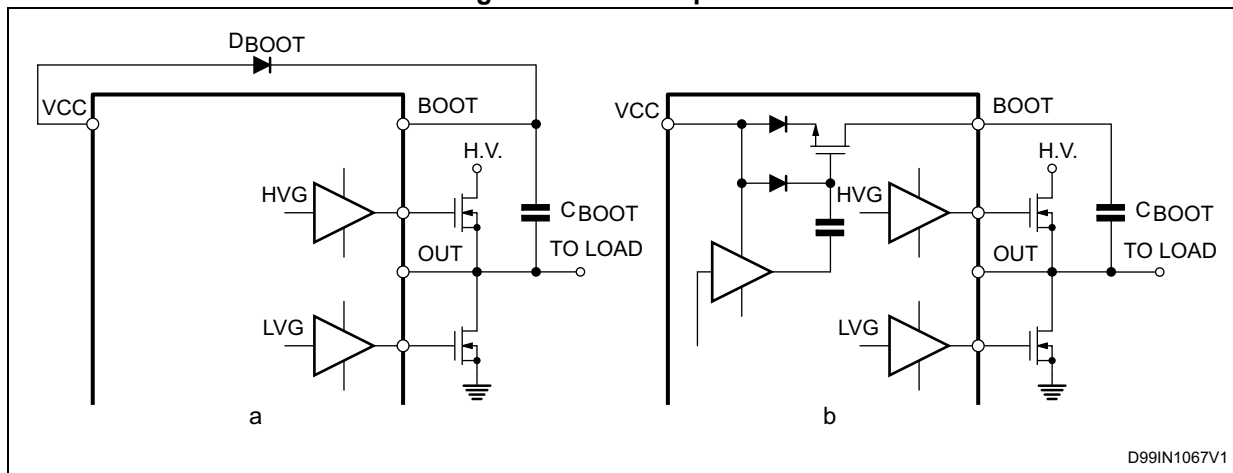 DBOOT
VCC
BOOT
H.V.
HVG
CBOOT
TO LOAD
OUT
LVG
a
VCC
BOOT
H.V.
HVG
CBOOT
TO LOAD
OUT
LVG
b
D99IN1067V1